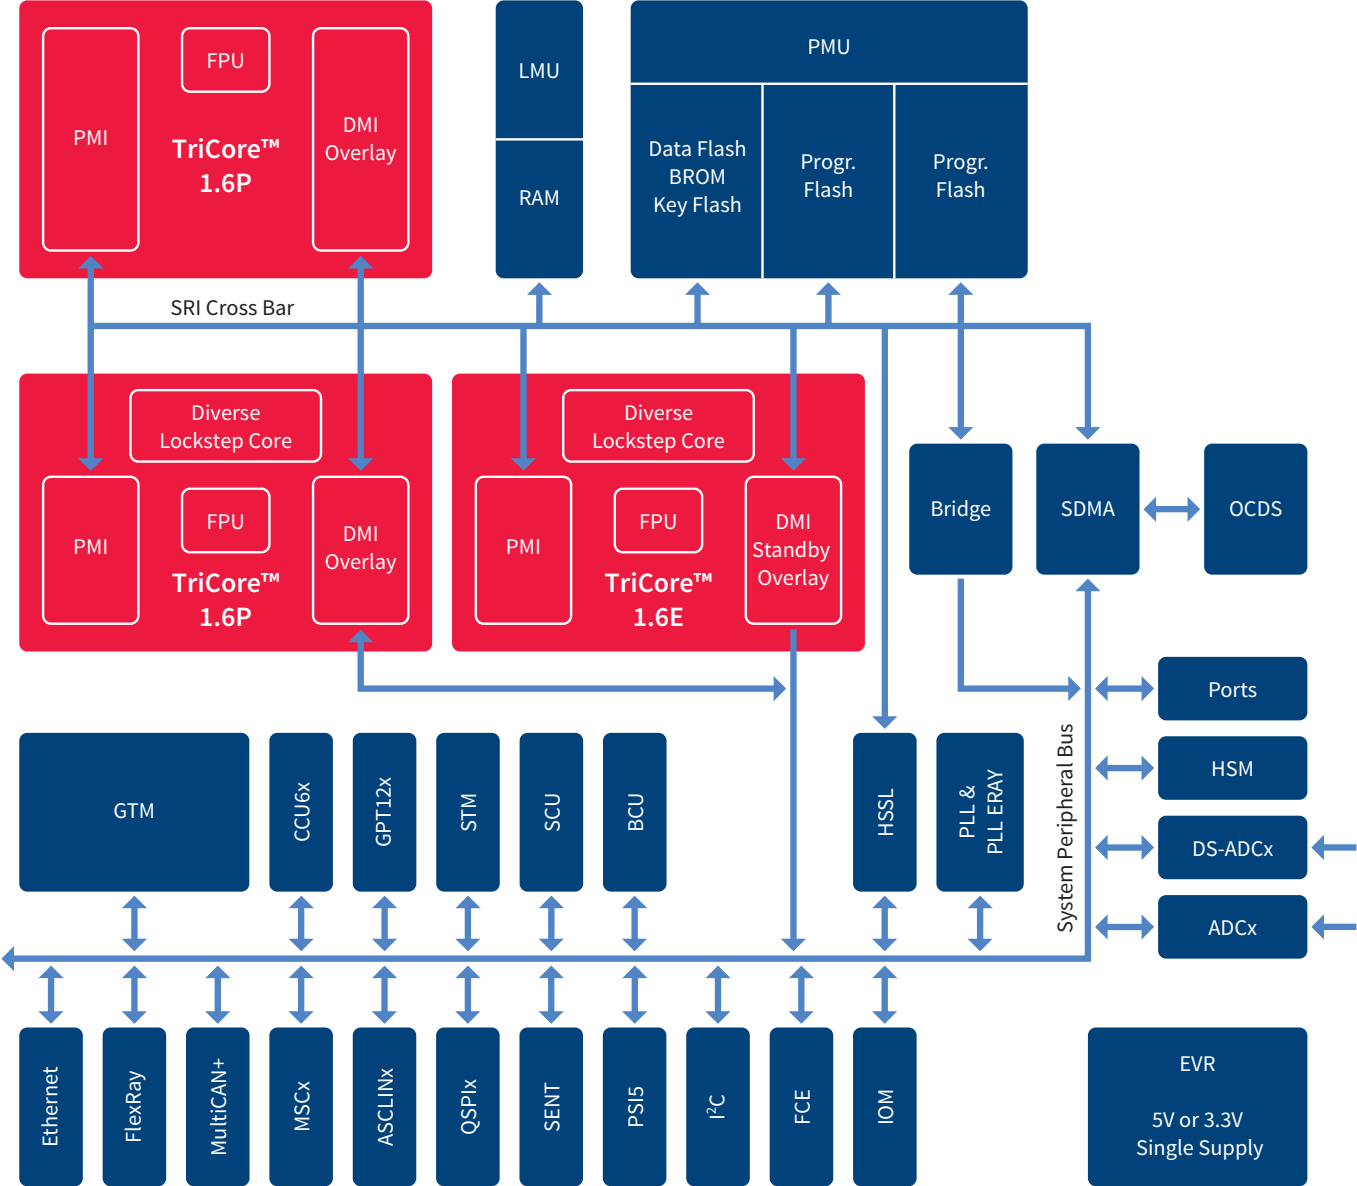 PMI
FPU
TriCore™
1.6P
DMI
Overlay
LMU
RAM
PMU
Data Flash
BROM
Key Flash
Progr.
Flash
Progr.
Flash
SRI Cross Bar
Diverse
Lockstep Core
PMI
FPU
TriCore™
1.6P
DMI
Overlay
Diverse
Lockstep Core
PMI
FPU
TriCore™
1.6E
DMI
Standby
Overlay
Bridge
SDMA
OCDS
Ports
HSM
DS-ADCx
ADCx
System Peripheral Bus
GTM
CCU6x
GPT12x
STM
SCU
BCU
HSSL
PLL &
PLL ERAY
Ethernet
FlexRay
MultiCAN+
MSCx
ASCLINx
QSPIx
SENT
PSI5
I²C
FCE
IOM
EVR
5V or 3.3V
Single Supply